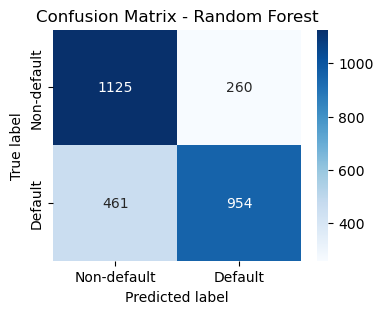 Confusion Matrix - Random Forest
True label
Non-default
Default
1125 260
461 954
Non-default Default
Predicted label
1000
800
600
400